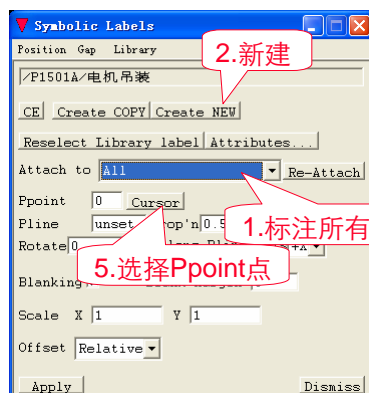 Symbolic Labels
Position Gap Library
2.新建
/P1501A/电机吊装
CE Create COPY Create NEW
Reselect Library label Attributes...
Attach to All Re-Attach
Ppoint 0 Cursor
Pline unset
1.标注所有
Rotate 0 +X
5.选择Ppoint点
Blanking
Scale X 1 Y 1
Offset Relative
Apply Dismiss